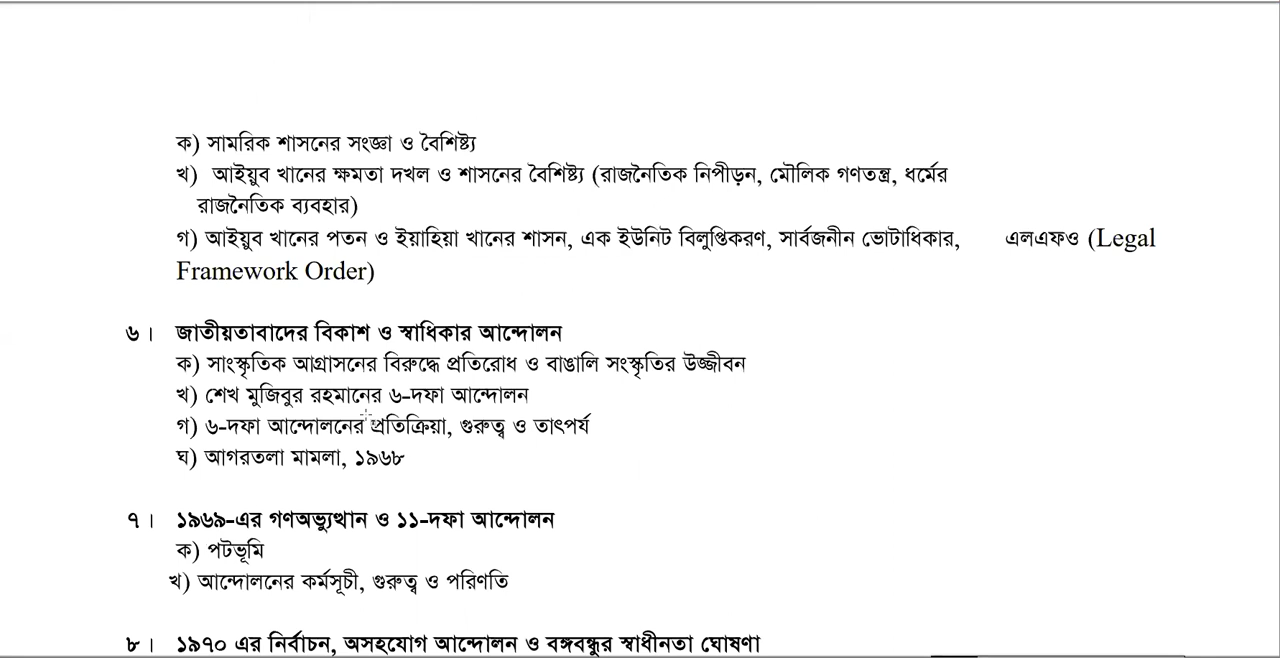 ক) সামরিক শাসনের সংজ্ঞা ও বৈশিষ্ট্য
খ) আইয়ুব খানের ক্ষমতা দখল ও শাসনের বৈশিষ্ট্য (রাজনৈতিক নিপীড়ন, মৌলিক গণতন্ত্র, ধর্মের
রাজনৈতিক ব্যবহার)
গ) আইয়ুব খানের পতন ও ইয়াহিয়া খানের শাসন, এক ইউনিট বিলুপ্তিকরণ, সার্বজনীন ভোটাধিকার, এলএফও (Legal
Framework Order)
৬। জাতীয়তাবাদের বিকাশ ও স্বাধিকার আন্দোলন
ক) সাংস্কৃতিক আগ্রাসনের বিরুদ্ধে প্রতিরোধ ও বাঙালি সংস্কৃতির উজ্জীবন
খ) শেখ মুজিবুর রহমানের ৬-দফা আন্দোলন
গ) ৬-দফা আন্দোলনের প্রতিক্রিয়া, গুরুত্ব ও তাৎপর্য
ঘ) আগরতলা মামলা, ১৯৬৮
৭। ১৯৬৯-এর গণঅভ্যুত্থান ও ১১-দফা আন্দোলন
ক) পটভূমি
খ) আন্দোলনের কর্মসূচী, গুরুত্ব ও পরিণতি
৮। ১৯৭০ এর নির্বাচন, অসহযোগ আন্দোলন ও বঙ্গবন্ধুর স্বাধীনতা ঘোষণা